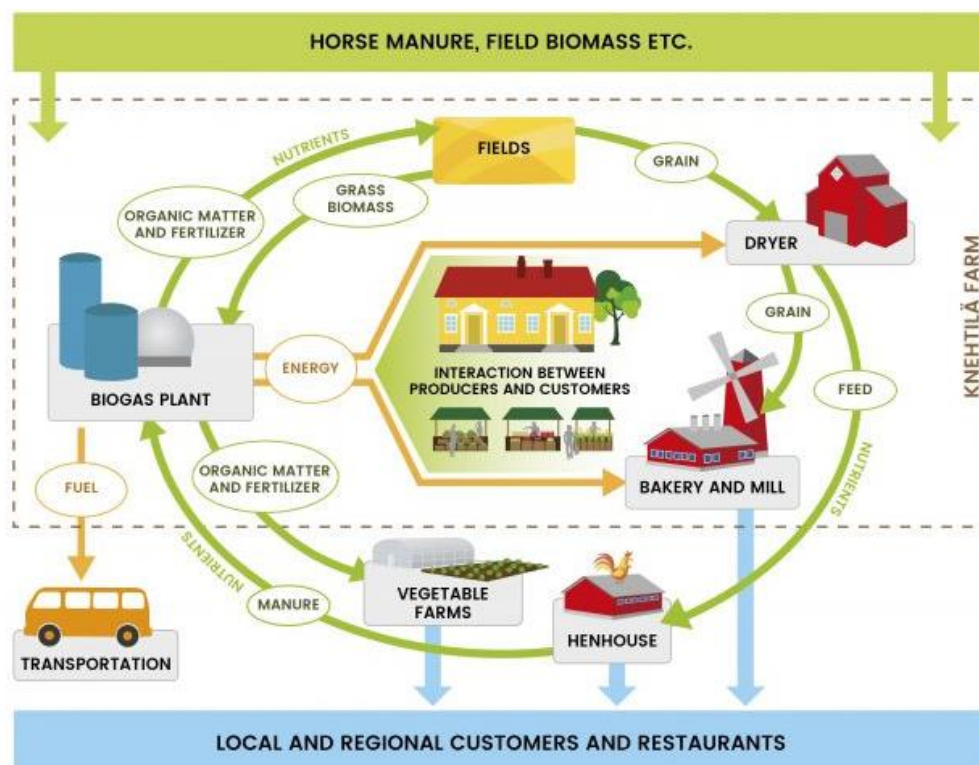 HORSE MANURE, FIELD BIOMASS ETC.
NUTRIENTS
FIELDS
GRAIN
GRASS
BIOMASS
ORGANIC MATTER
AND FERTILIZER
DRYER
KNEHTILÄ FARM
GRAIN
ENERGY
INTERACTION BETWEEN
PRODUCERS AND CUSTOMERS
FEED
BIOGAS PLANT
ORGANIC MATTER
AND FERTILIZER
FUEL
BAKERY AND MILL
NUTRIENTS
NUTRIENTS
MANURE
VEGETABLE
FARMS
HENHOUSE
TRANSPORTATION
LOCAL AND REGIONAL CUSTOMERS AND RESTAURANTS